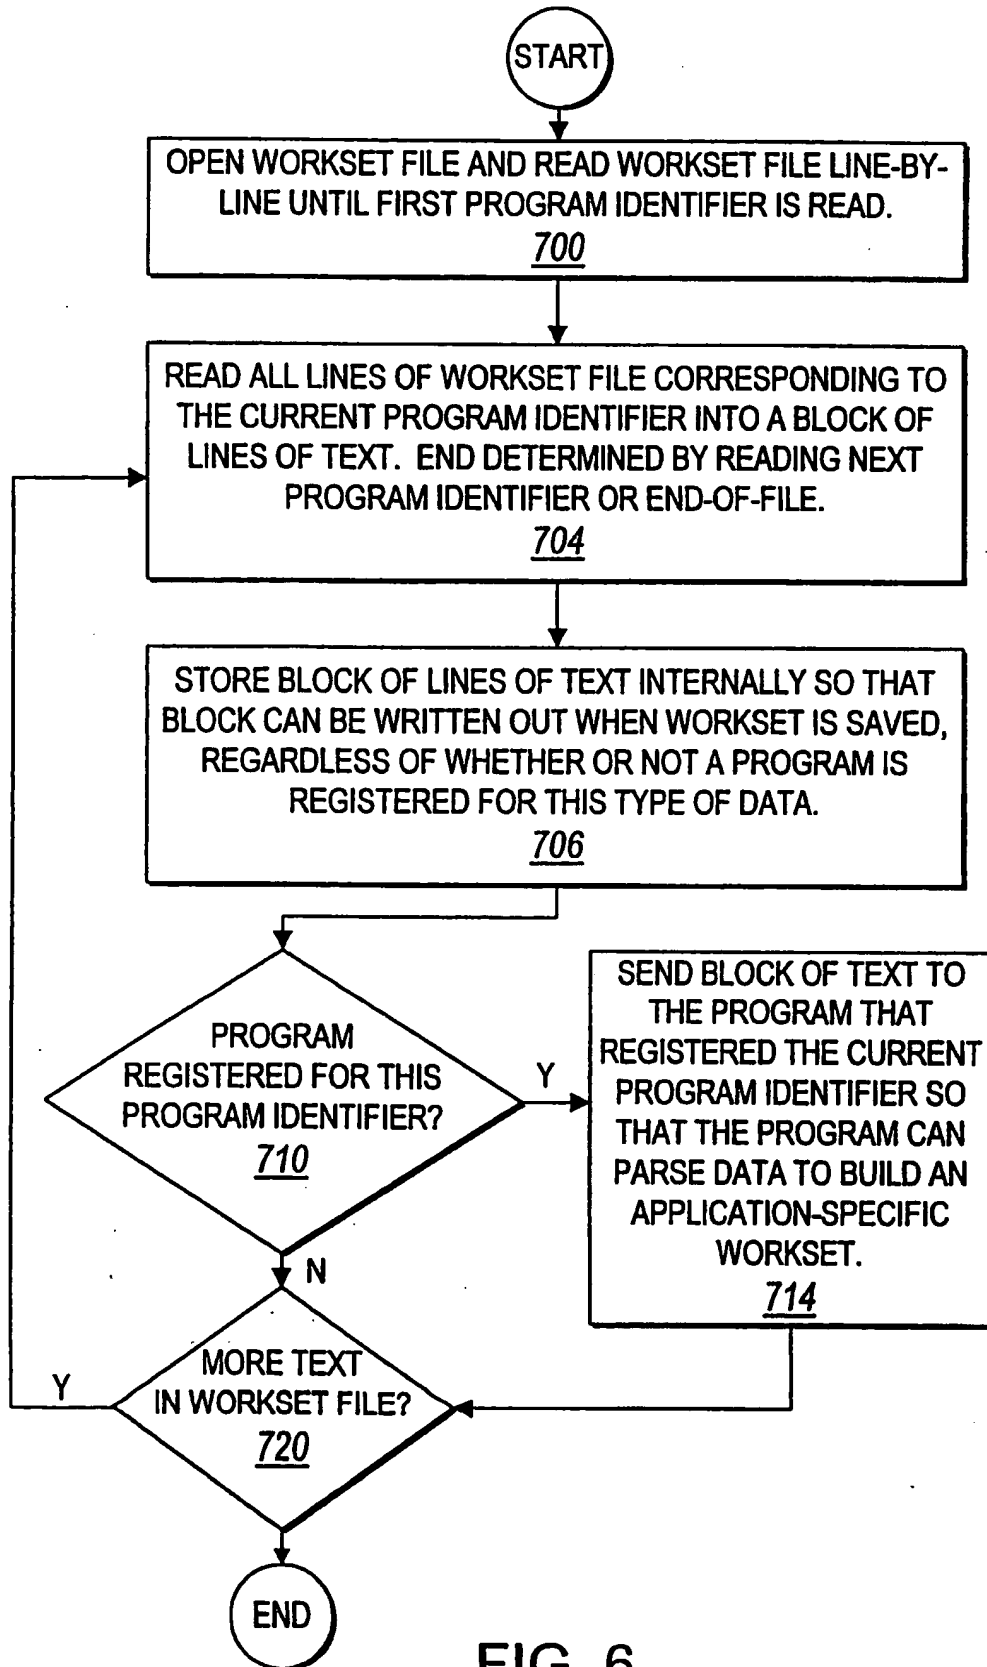 START
OPEN WORKSET FILE AND READ WORKSET FILE LINE-BY-
LINE UNTIL FIRST PROGRAM IDENTIFIER IS READ.
700
READ ALL LINES OF WORKSET FILE CORRESPONDING TO
THE CURRENT PROGRAM IDENTIFIER INTO A BLOCK OF
LINES OF TEXT. END DETERMINED BY READING NEXT
PROGRAM IDENTIFIER OR END-OF-FILE.
704
STORE BLOCK OF LINES OF TEXT INTERNALLY SO THAT
BLOCK CAN BE WRITTEN OUT WHEN WORKSET IS SAVED,
REGARDLESS OF WHETHER OR NOT A PROGRAM IS
REGISTERED FOR THIS TYPE OF DATA.
706
PROGRAM
REGISTERED FOR THIS
PROGRAM IDENTIFIER?
710
Y
SEND BLOCK OF TEXT TO
THE PROGRAM THAT
REGISTERED THE CURRENT
PROGRAM IDENTIFIER SO
THAT THE PROGRAM CAN
PARSE DATA TO BUILD AN
APPLICATION-SPECIFIC
WORKSET.
714
N
MORE TEXT
IN WORKSET FILE?
720
Y
END
FIG. 6